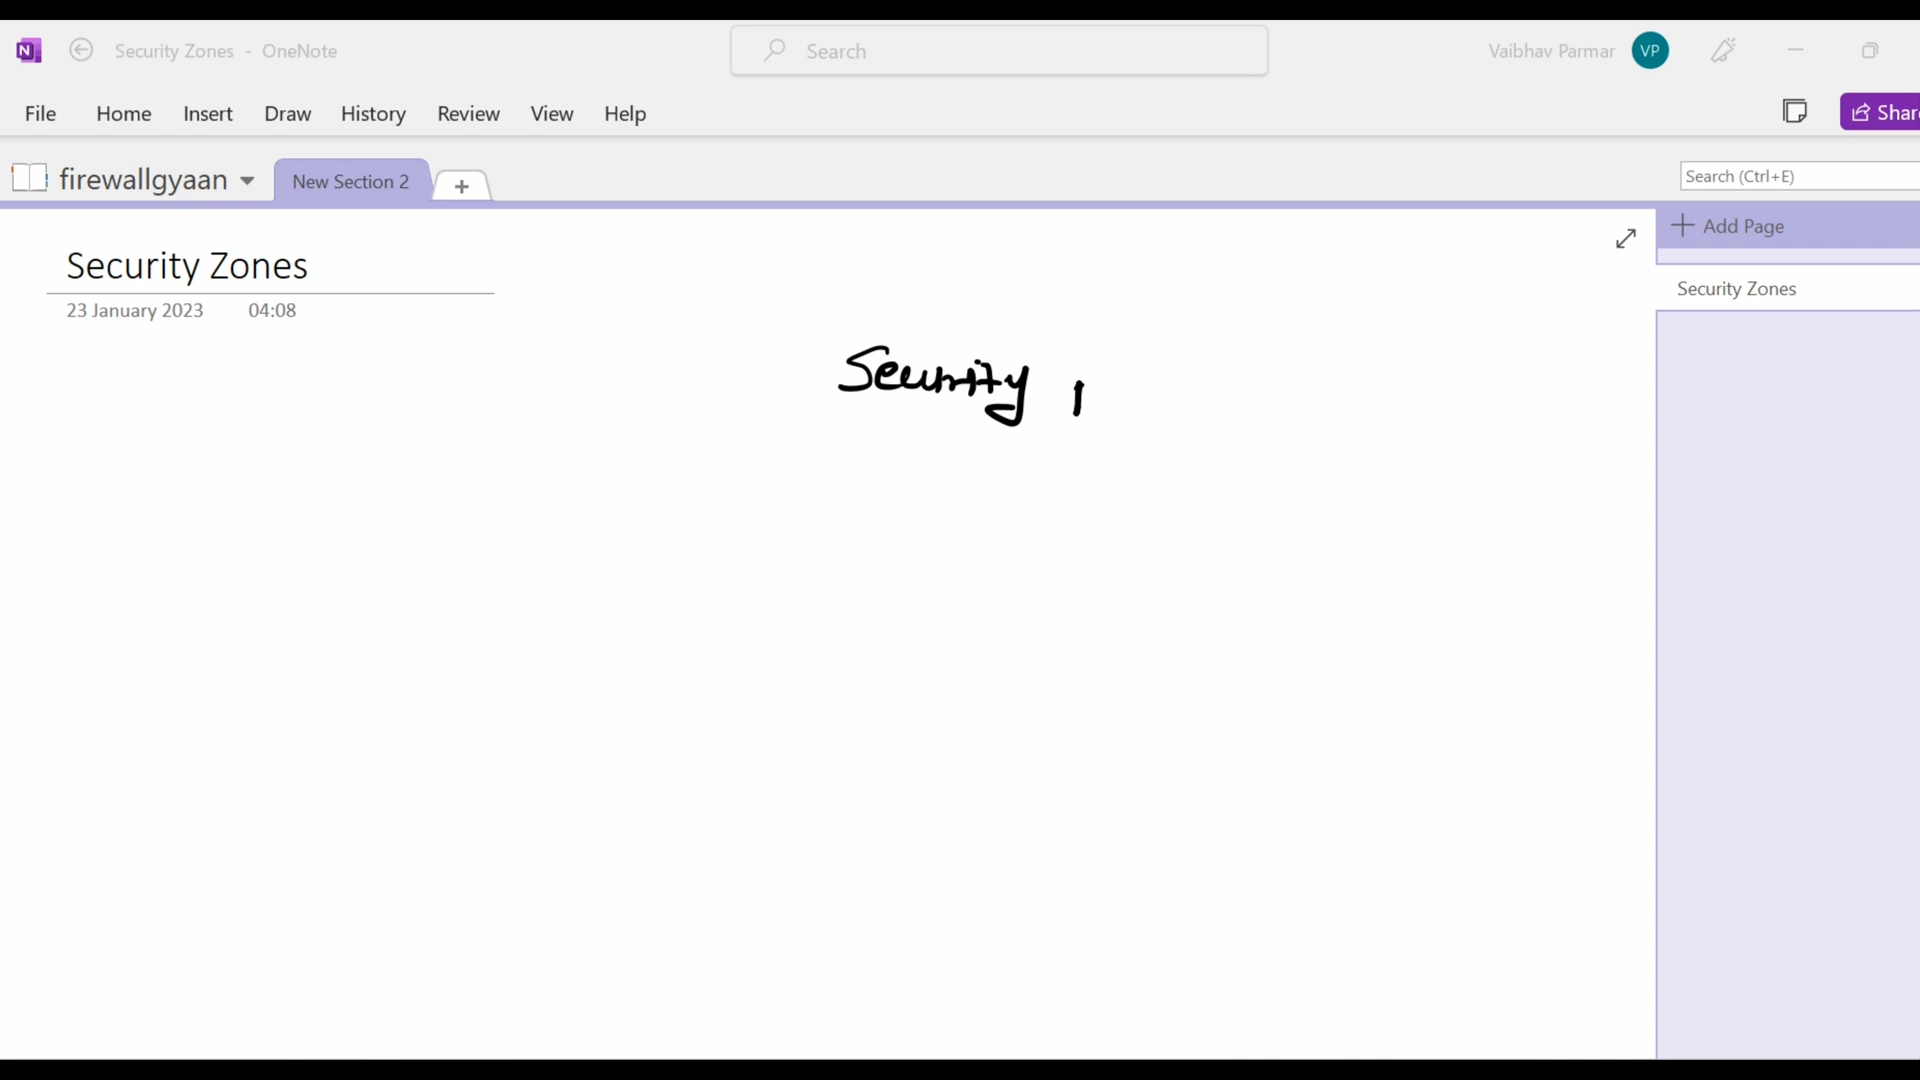 Security Zones - OneNote
Search
Vaibhav Parmar VP
File Home Insert Draw History Review View Help
Shar
firewallgyaan New Section 2
Search (Ctrl+E)
Add Page
Security Zones
23 January 2023 04:08
Security Zones
Security